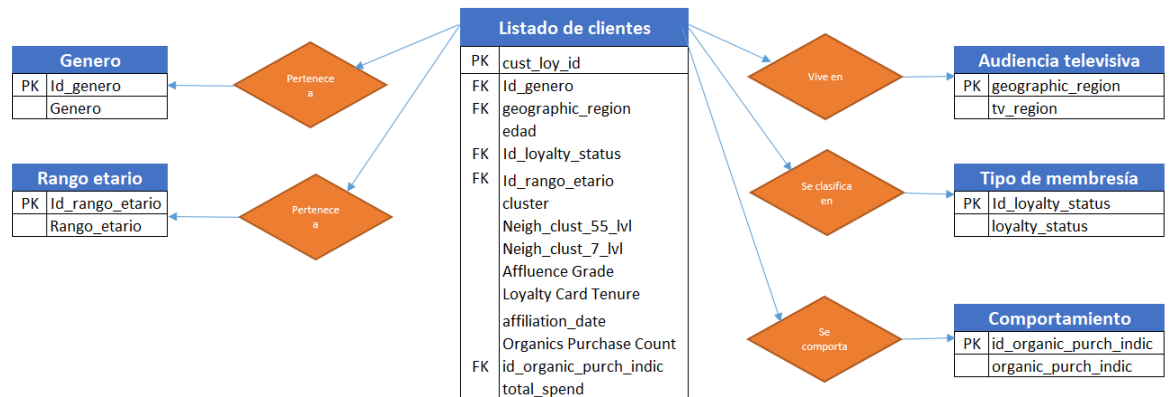 Listado de clientes
PK cust_loy_id
FK Id_genero
FK geographic_region
edad
FK Id_loyalty_status
FK Id_rango_etario
cluster
Neigh_clust_55_lvl
Neigh_clust_7_lvl
Affluence Grade
Loyalty Card Tenure
affiliation_date
Organics Purchase Count
FK id_organic_purch_indic
total_spend
Genero
PK Id_genero
Genero
Pertenece
a
Rango etario
PK Id_rango_etario
Rango_etario
Pertenece
a
Vive en
Audiencia televisiva
PK geographic_region
tv_region
Se clasifica
en
Tipo de membresía
PK Id_loyalty_status
loyalty_status
Se
comporta
Comportamiento
PK id_organic_purch_indic
organic_purch_indic